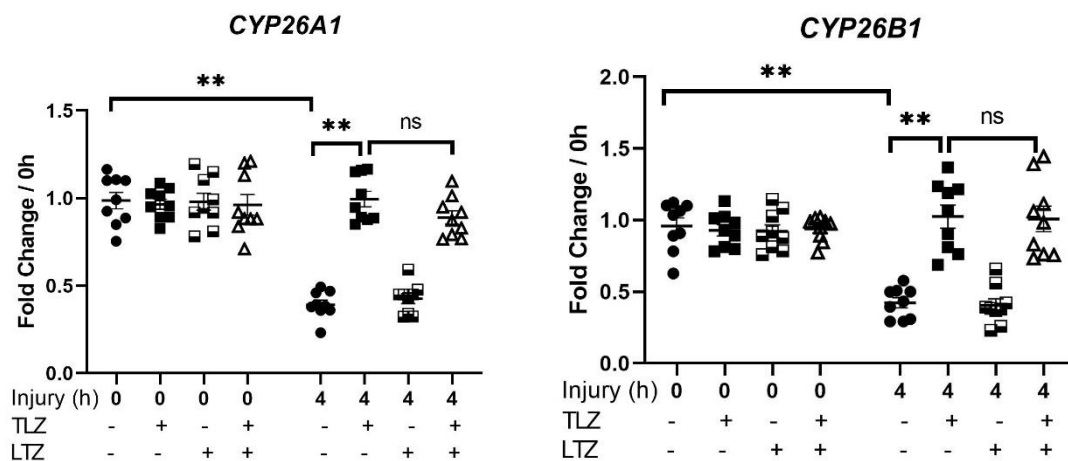 CYP26A1
**
** ns
1.5
1.0
0.5
0.0
Fold Change / 0h
Injury (h) 0 0 0 0 4 4 4 4
TLZ - + - + - + - +
LTZ - - + + - - + +
CYP26B1
**
** ns
2.0
1.5
1.0
0.5
0.0
Fold Change / 0h
Injury (h) 0 0 0 0 4 4 4 4
TLZ - + - + - + - +
LTZ - - + + - - + +